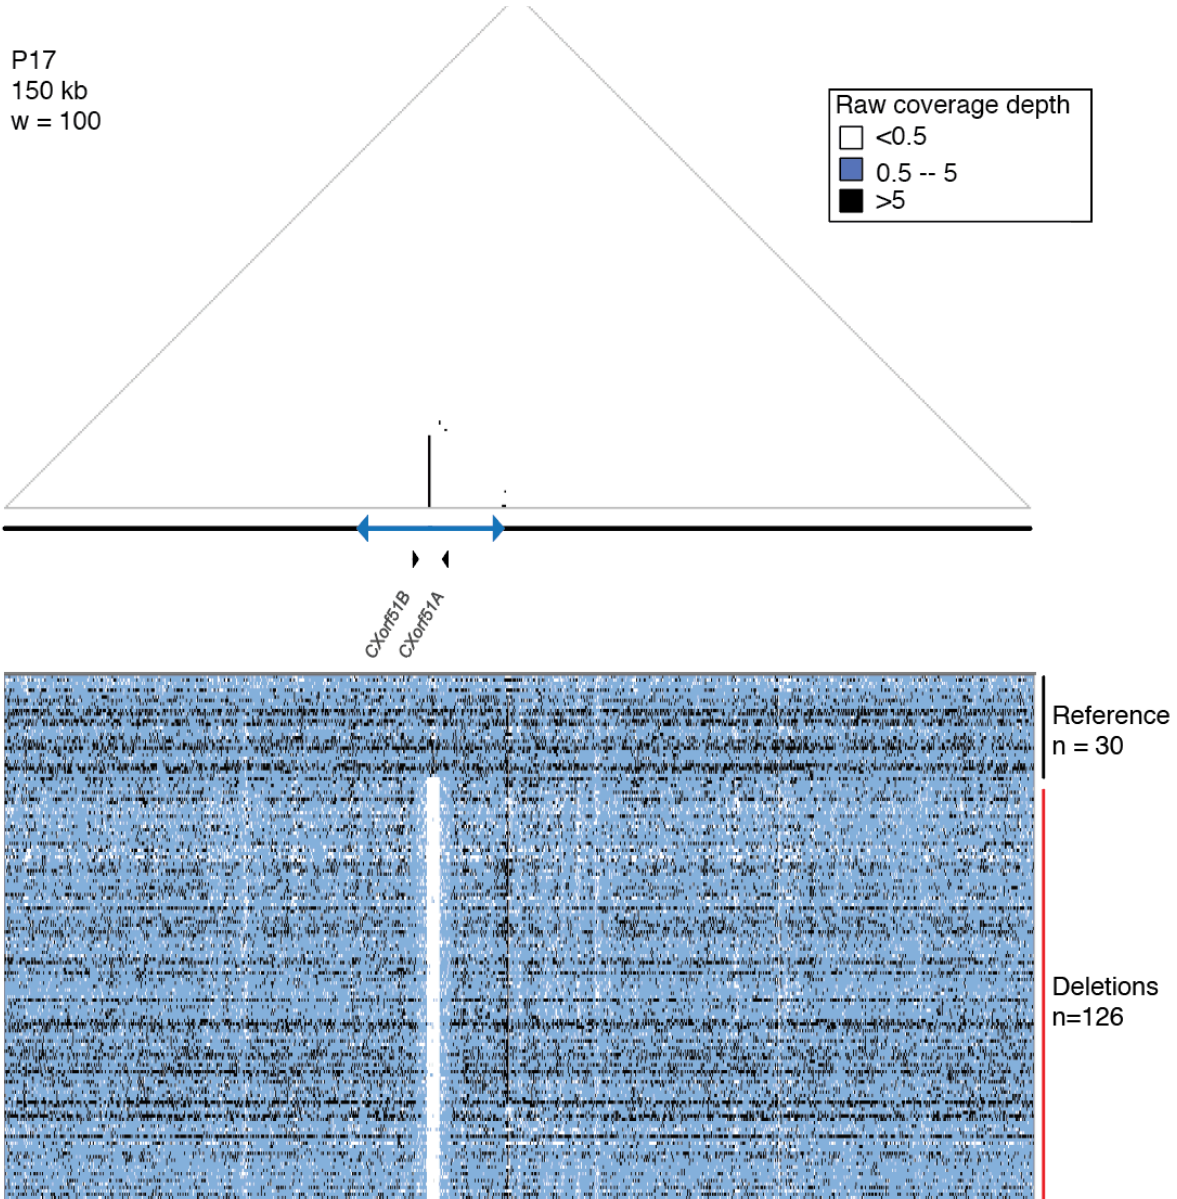 P17
150 kb
w = 100
Raw coverage depth
<0.5
0.5 -- 5
>5
CXorf51B
CXorf51A
Reference
n = 30
Deletions
n=126